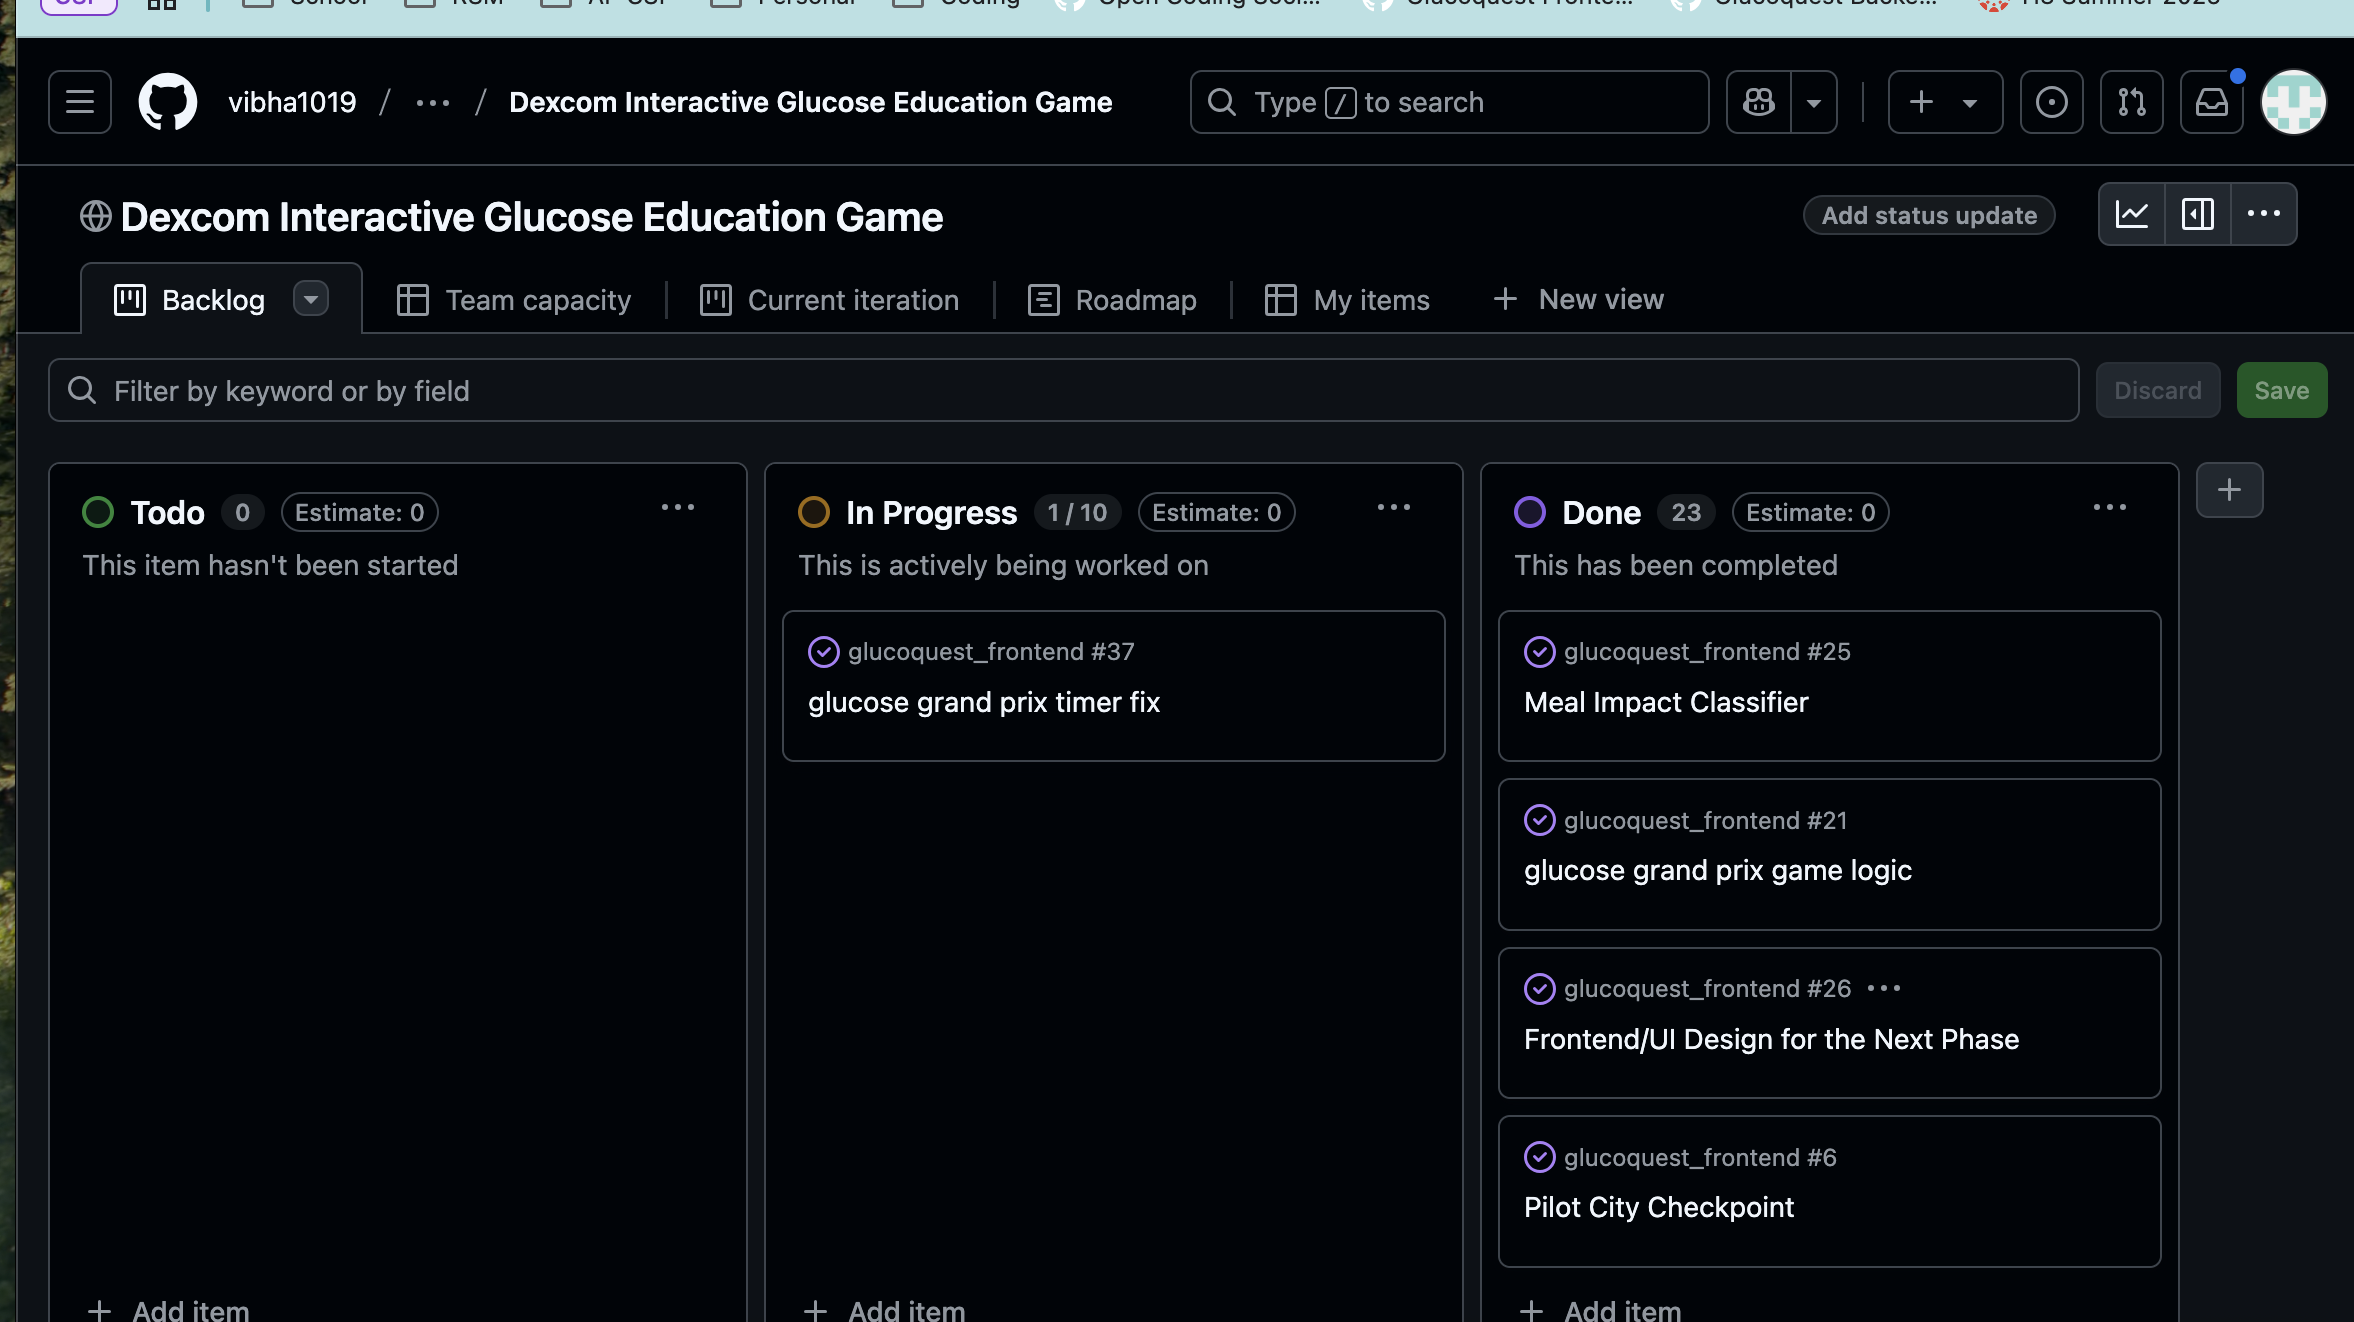 vibha1019 / ... / Dexcom Interactive Glucose Education Game
Type / to search
Dexcom Interactive Glucose Education Game
Add status update
Backlog
Team capacity
Current iteration
Roadmap
My items
New view
Filter by keyword or by field
Discard
Save
Todo 0 Estimate: 0
This item hasn't been started
Add item
In Progress 1 / 10 Estimate: 0
This is actively being worked on
glucoquest_frontend #37
glucose grand prix timer fix
Add item
Done 23 Estimate: 0
This has been completed
glucoquest_frontend #25
Meal Impact Classifier
glucoquest_frontend #21
glucose grand prix game logic
glucoquest_frontend #26
Frontend/UI Design for the Next Phase
glucoquest_frontend #6
Pilot City Checkpoint
Add item